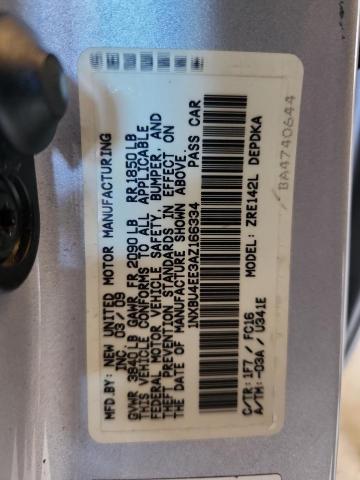 MFD.BY: NEW UNITED MOTOR MANUFACTURING
INC. 03/09
GVWR 3840LB GAWR FR 2090LB RR 1850LB
THIS VEHICLE CONFORMS TO ALL APPLICABLE
FEDERAL MOTOR VEHICLE SAFETY, BUMPER, AND
THEFT PREVENTION STANDARDS IN EFFECT ON
THE DATE OF MANUFACTURE SHOWN ABOVE.
1NXBU4EE3AZ166334 PASS CAR
C/TR: 1F7 / FC16 MODEL: ZRE142L DEPDKA
A/TM: -03A / U341E
BA4740644